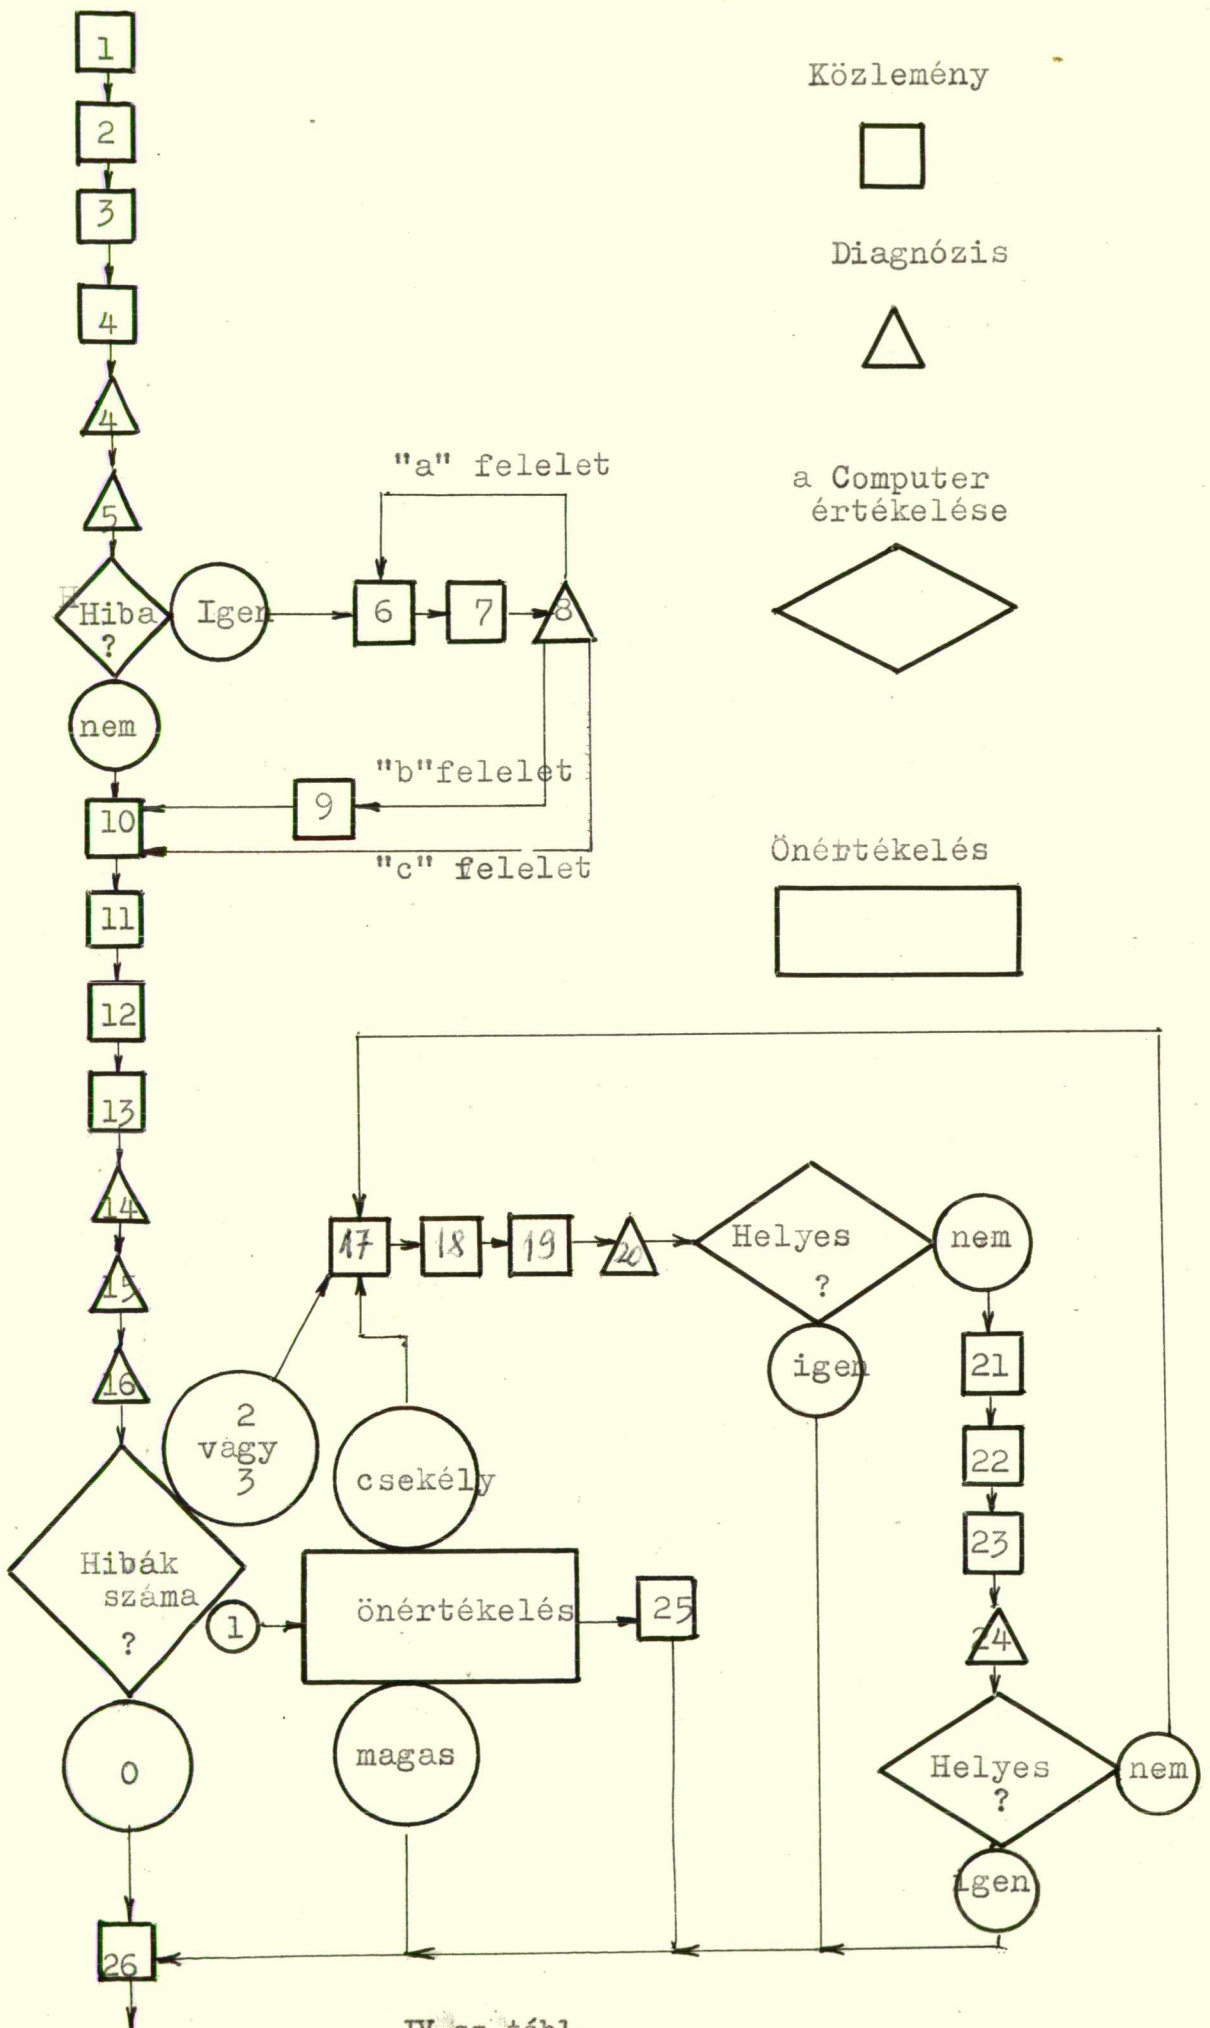 1
2
3
4
4
5
Hiba
?
Igen
nem
"a" felelet
6
7
8
"b"felelet
9
10
"c" felelet
11
12
13
14
15
16
Hibák
száma
?
2
vagy
3
1
0
csekély
önértékelés
magas
25
17
18
19
20
Helyes
?
nem
igen
21
22
23
24
Helyes
?
nem
igen
26
Közlemény
Diagnózis
a Computer
értékelése
Önértékelés